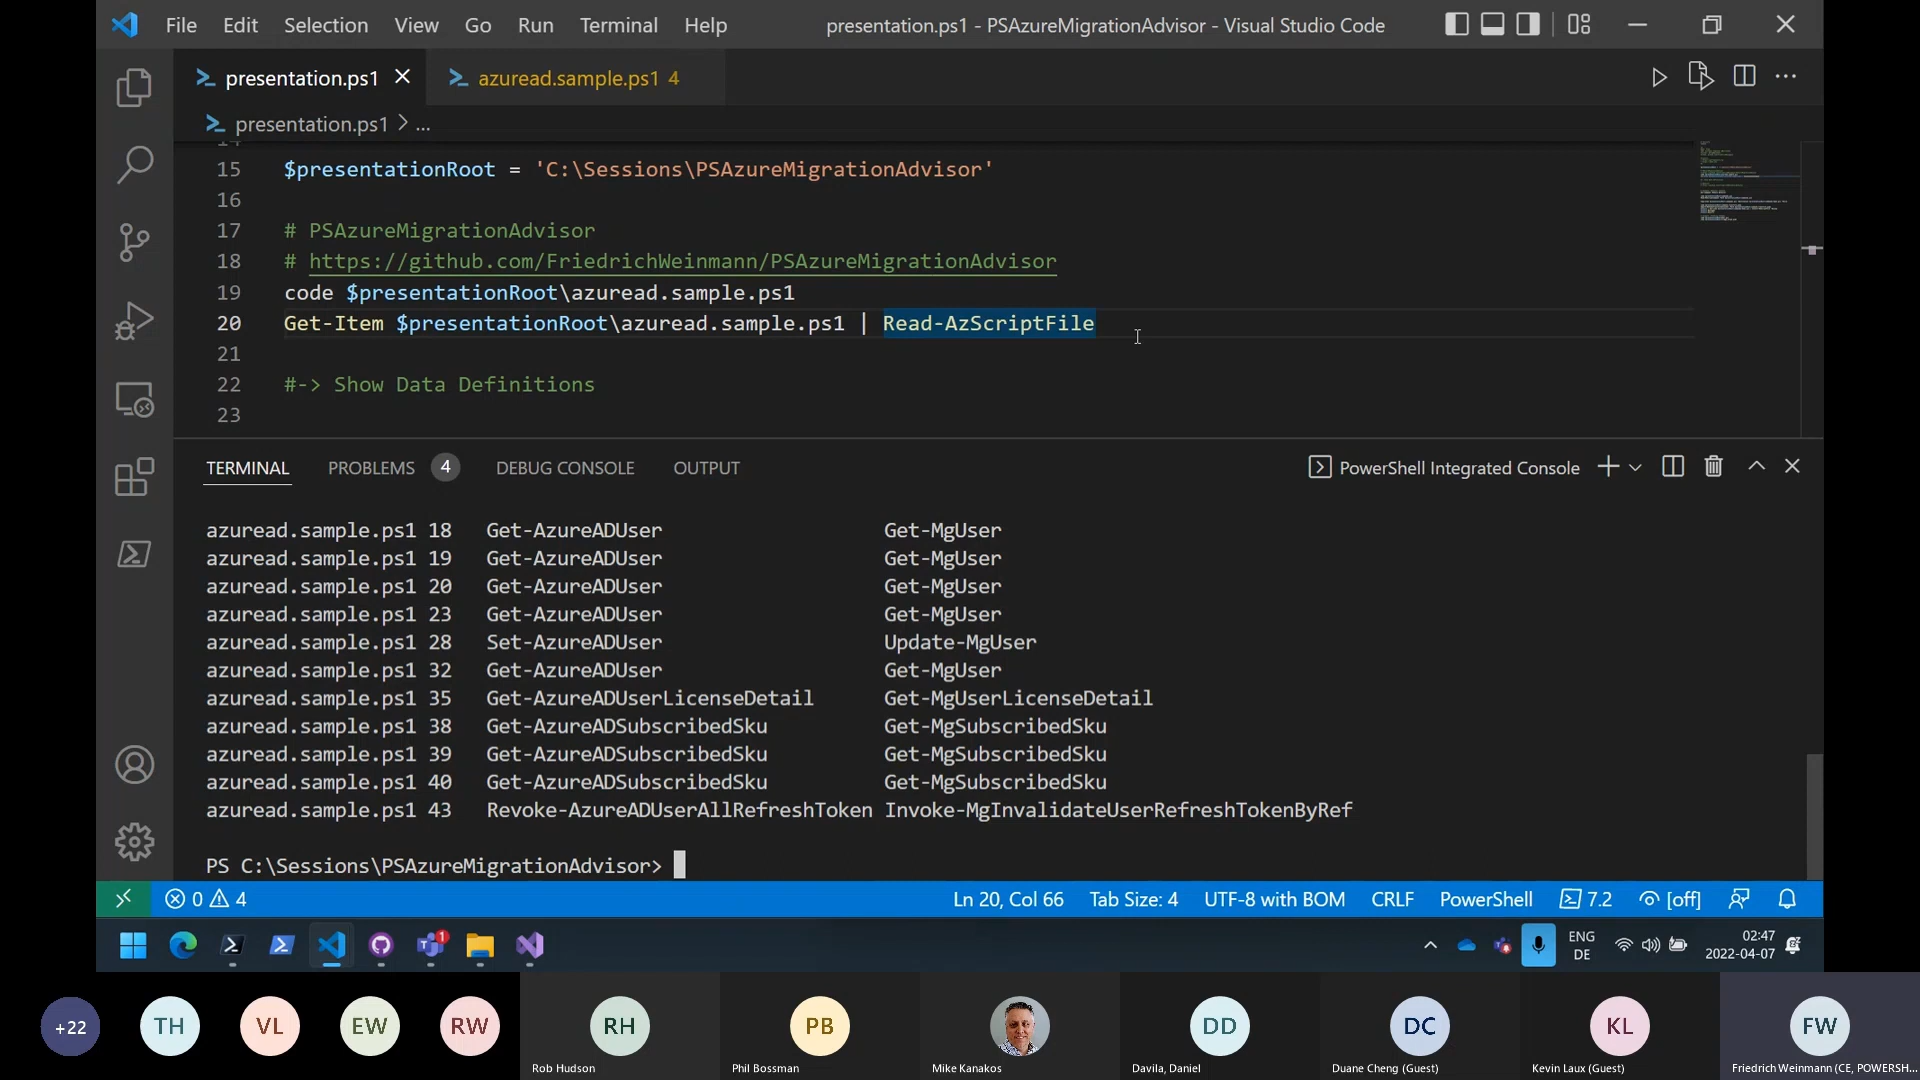 File Edit Selection View Go Run Terminal Help presentation.ps1 - PSAzureMigrationAdvisor - Visual Studio Code
presentation.ps1 azuread.sample.ps1 4
presentation.ps1 > ...
15 $presentationRoot = 'C:\Sessions\PSAzureMigrationAdvisor'
16
17 # PSAzureMigrationAdvisor
18 # https://github.com/FriedrichWeinmann/PSAzureMigrationAdvisor
19 code $presentationRoot\azuread.sample.ps1
20 Get-Item $presentationRoot\azuread.sample.ps1 | Read-AzScriptFile
21
22 #-> Show Data Definitions
23
TERMINAL PROBLEMS 4 DEBUG CONSOLE OUTPUT PowerShell Integrated Console
azuread.sample.ps1 18 Get-AzureADUser Get-MgUser
azuread.sample.ps1 19 Get-AzureADUser Get-MgUser
azuread.sample.ps1 20 Get-AzureADUser Get-MgUser
azuread.sample.ps1 23 Get-AzureADUser Get-MgUser
azuread.sample.ps1 28 Set-AzureADUser Update-MgUser
azuread.sample.ps1 32 Get-AzureADUser Get-MgUser
azuread.sample.ps1 35 Get-AzureADUserLicenseDetail Get-MgUserLicenseDetail
azuread.sample.ps1 38 Get-AzureADSubscribedSku Get-MgSubscribedSku
azuread.sample.ps1 39 Get-AzureADSubscribedSku Get-MgSubscribedSku
azuread.sample.ps1 40 Get-AzureADSubscribedSku Get-MgSubscribedSku
azuread.sample.ps1 43 Revoke-AzureADUserAllRefreshToken Invoke-MgInvalidateUserRefreshTokenByRef
PS C:\Sessions\PSAzureMigrationAdvisor>
0 4 Ln 20, Col 66 Tab Size: 4 UTF-8 with BOM CRLF PowerShell 7.2 [off]
1 ENG 02:47
DE 2022-04-07
+22 TH VL EW RW RH PB DD DC KL FW
Rob Hudson Phil Bossman Mike Kanakos Davila, Daniel Duane Cheng (Guest) Kevin Laux (Guest) Friedrich Weinmann (CE, POWERSH...